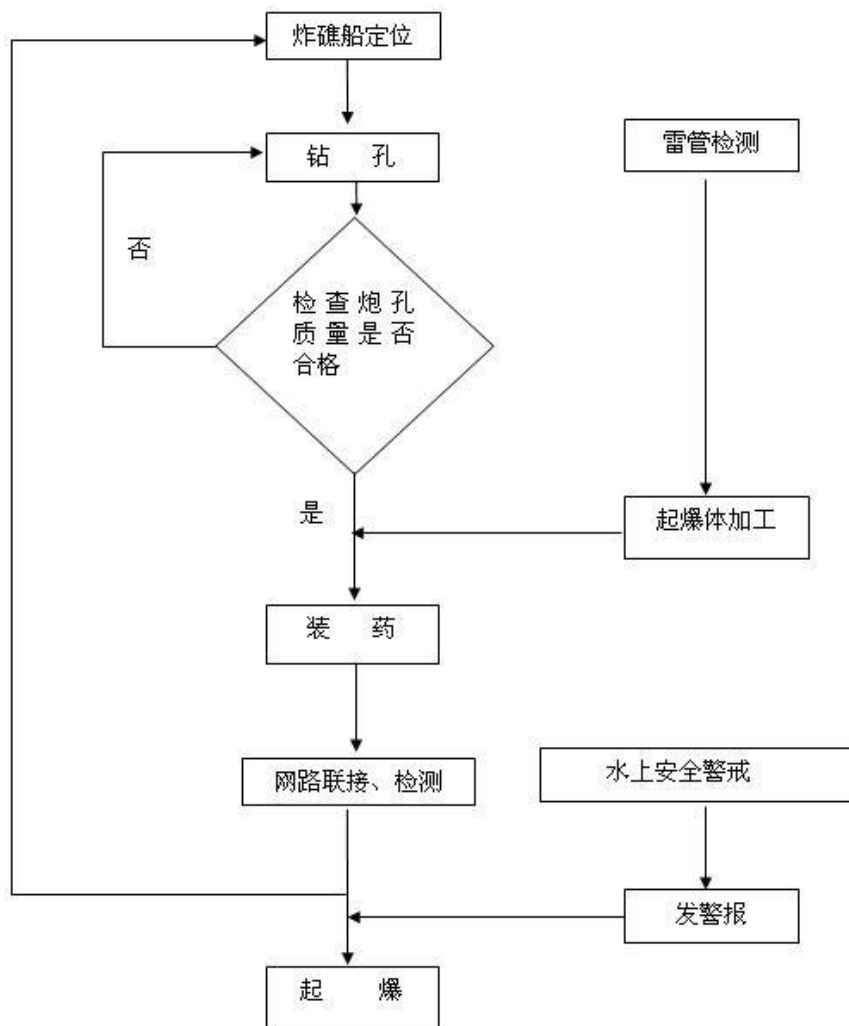 炸礁船定位
钻 孔
雷管检测
否
检查炮孔
质量是否
合格
是
起爆体加工
装 药
网路联接、检测
水上安全警戒
发警报
起 爆